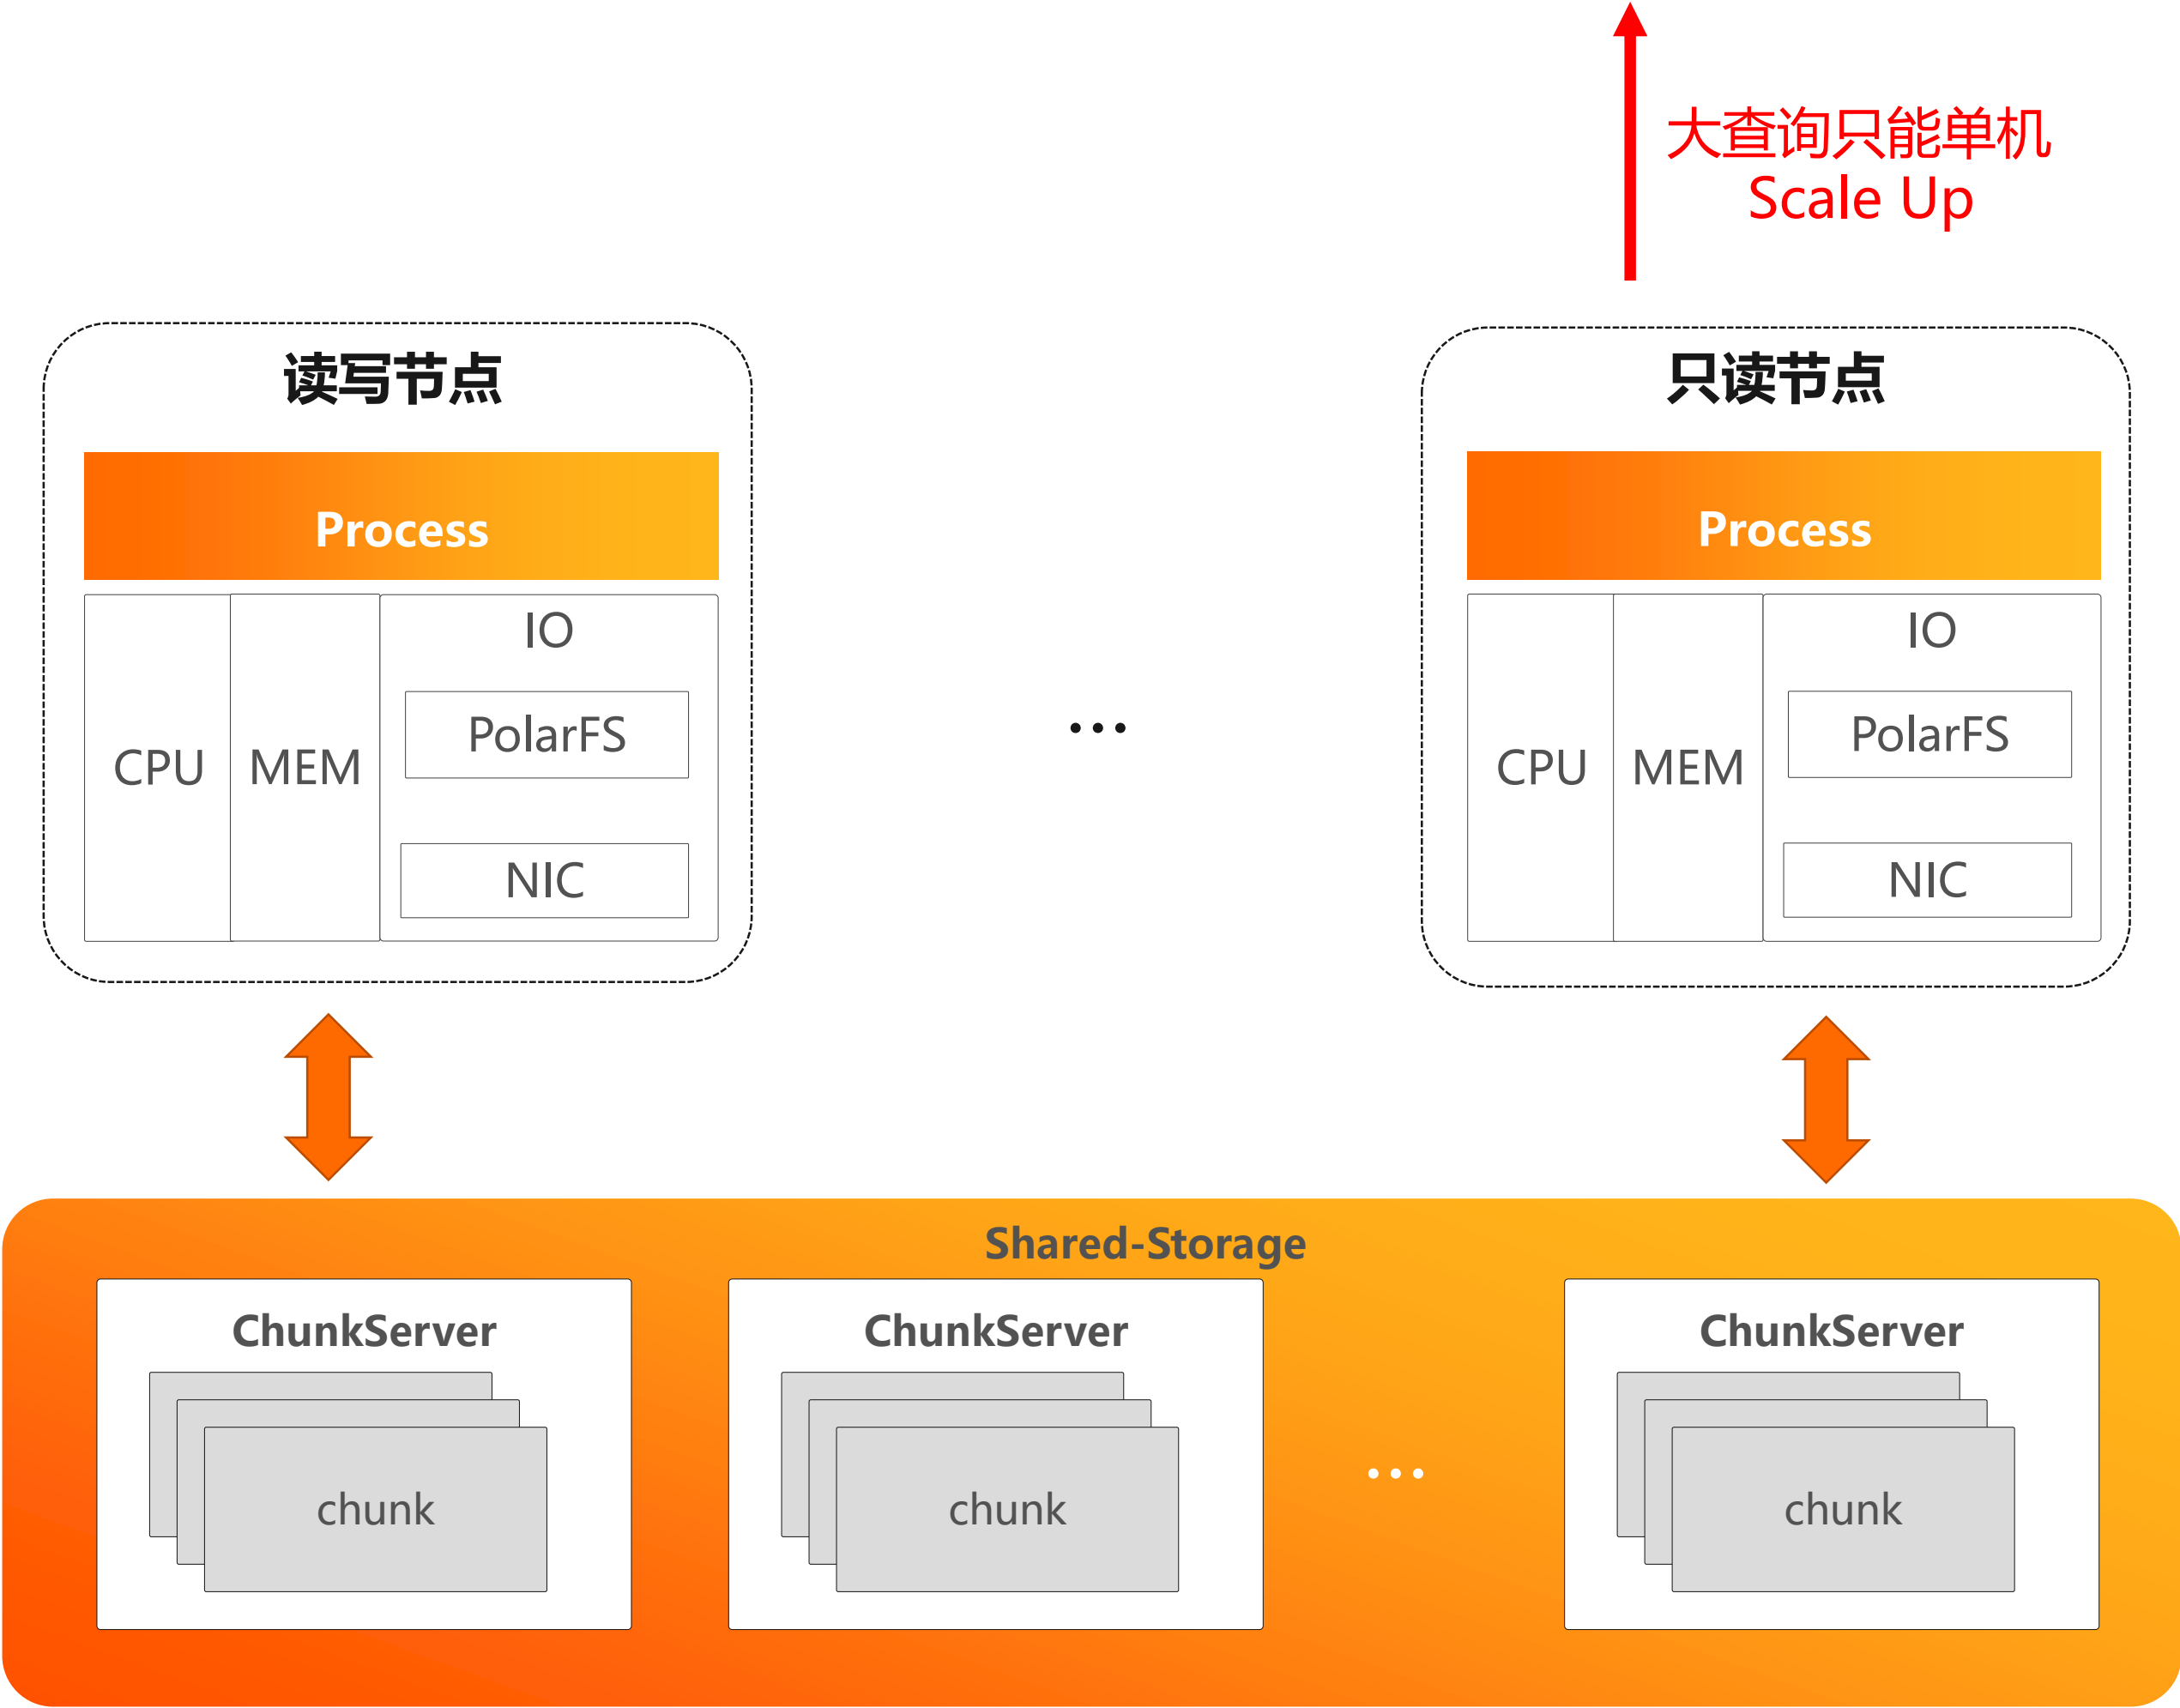 大查询只能单机
Scale Up
读写节点
Process
CPU
MEM
IO
PolarFS
NIC
...
只读节点
Process
CPU
MEM
IO
PolarFS
NIC
Shared-Storage
ChunkServer
chunk
ChunkServer
chunk
...
ChunkServer
chunk